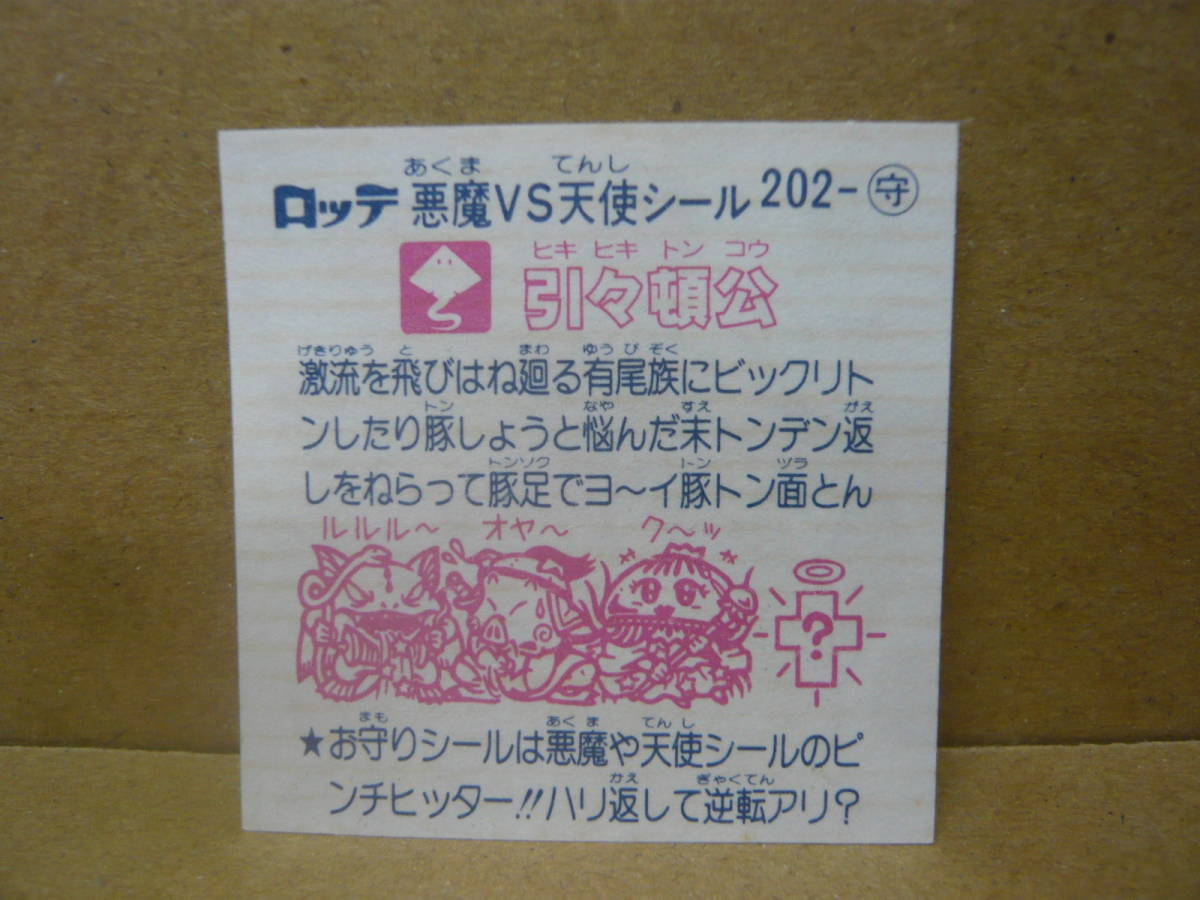 あくま てんし
ロッテ 悪魔VS天使シール 202-守
ヒキ ヒキ トン コウ
引々頓公
げきりゅう と まわ ゆう び ぞく
激流を飛びはね廻る有尾族にビックリト
トン なや すえ がえ
ンしたり豚しょうと悩んだ末トンデン返
トンソク トン ヅラ
しをねらって豚足でヨ〜イ豚トン面とん
ルルル〜 オヤ〜 ク〜ッ
?
まも あく ま てん し
★お守りシールは悪魔や天使シールのピ
かえ ぎゃくてん
ンチヒッター!!ハリ返して逆転アリ?